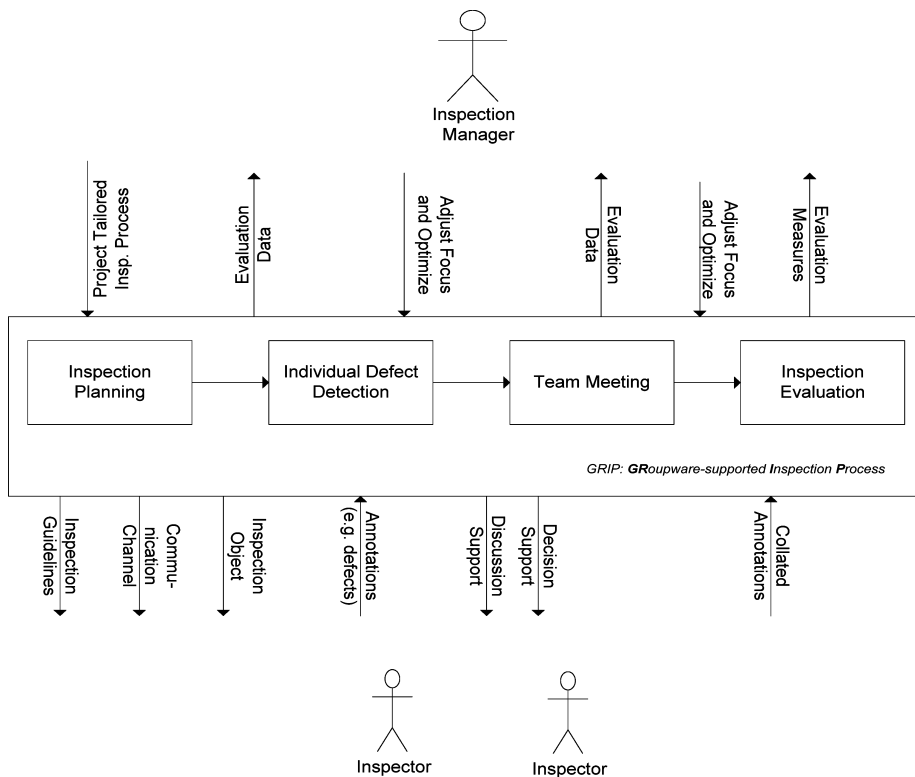 Inspection
Manager
Project Tailored
Insp. Process
Evaluation
Data
Adjust Focus
and Optimize
Evaluation
Data
Adjust Focus
and Optimize
Evaluation
Measures
Inspection
Planning
Individual Defect
Detection
Team Meeting
Inspection
Evaluation
GRIP: GRoupware-supported Inspection Process
Inspection
Guidelines
Commu-
nication
Channel
Inspection
Object
Annotations
(e.g. defects)
Discussion
Support
Decision
Support
Collated
Annotations
Inspector
Inspector